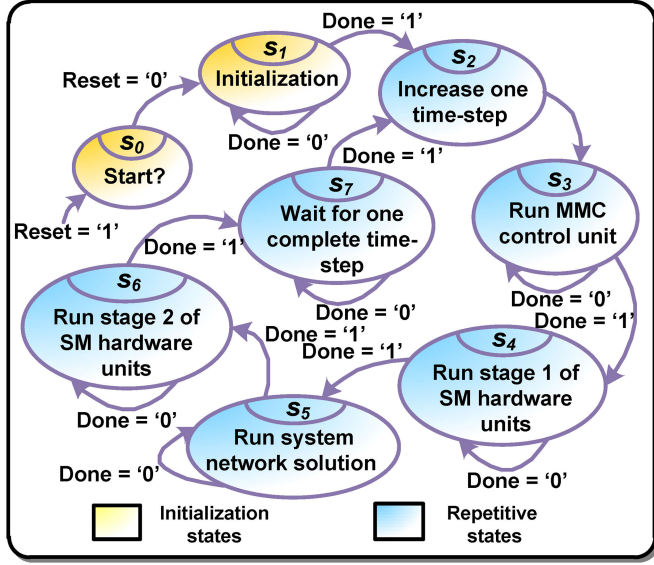 Done = ‘1’
s1
Initialization
s2
Increase one
time-step
Reset = ‘0’
Done = ‘0’
Done = ‘1’
s0
Start?
s7
Wait for one
complete time-
step
s3
Run MMC
control unit
Reset = ‘1’
Done = ‘1’
Done = ‘0’
Done = ‘0’
Done = ‘1’
s6
Run stage 2 of
SM hardware
units
Done = ‘1’
Done = ‘1’
s4
Run stage 1 of
SM hardware
units
Done = ‘0’
s5
Run system
network solution
Done = ‘0’
Done = ‘0’
Initialization
states
Repetitive
states